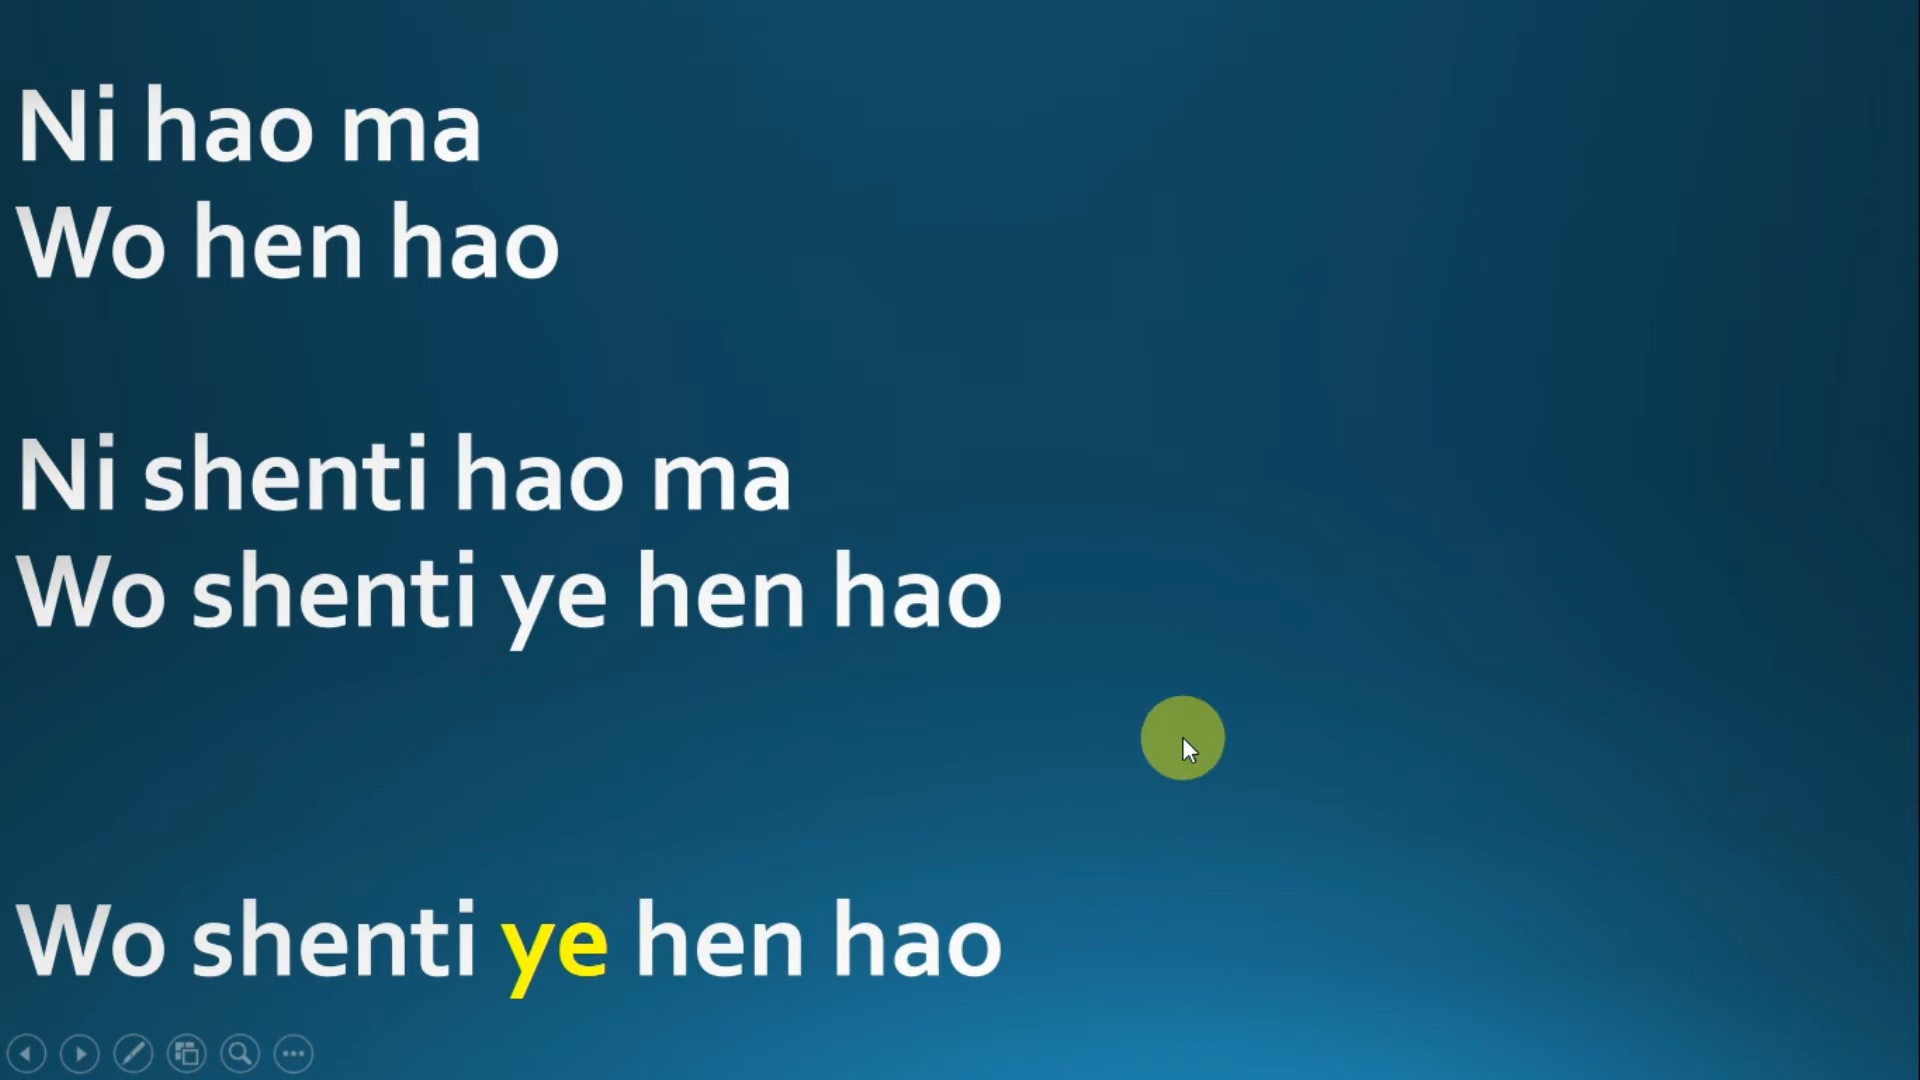 Ni hao ma
Wo hen hao
Ni shenti hao ma
Wo shenti ye hen hao
Wo shenti ye hen hao